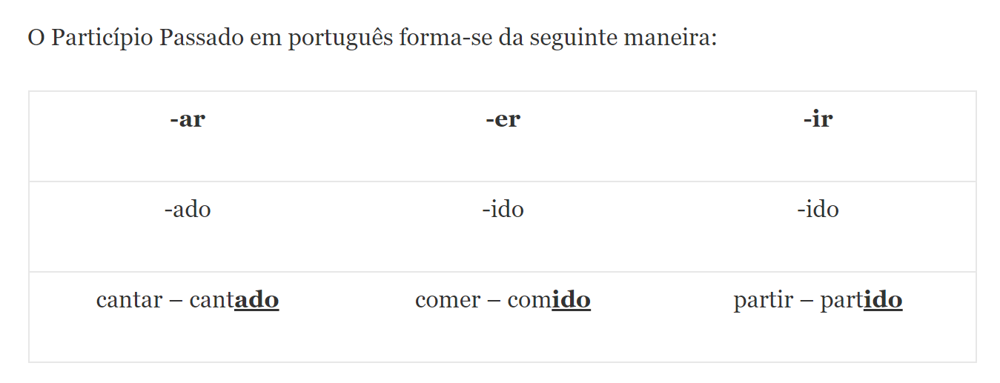 O Particípio Passado em português forma-se da seguinte maneira:
-ar -er -ir
-ado -ido -ido
cantar – cantado comer – comido partir – partido